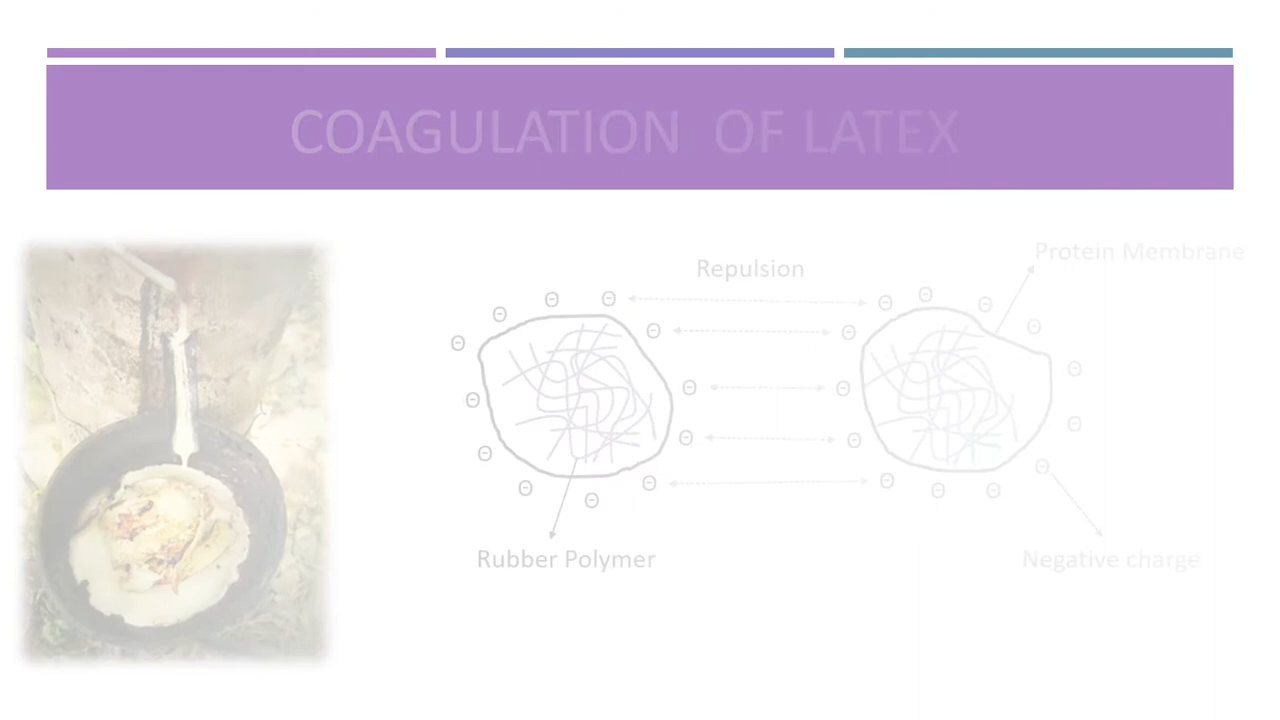 COAGULATION OF LATEX
Protein Membrane
Repulsion
Rubber Polymer
Negative charge